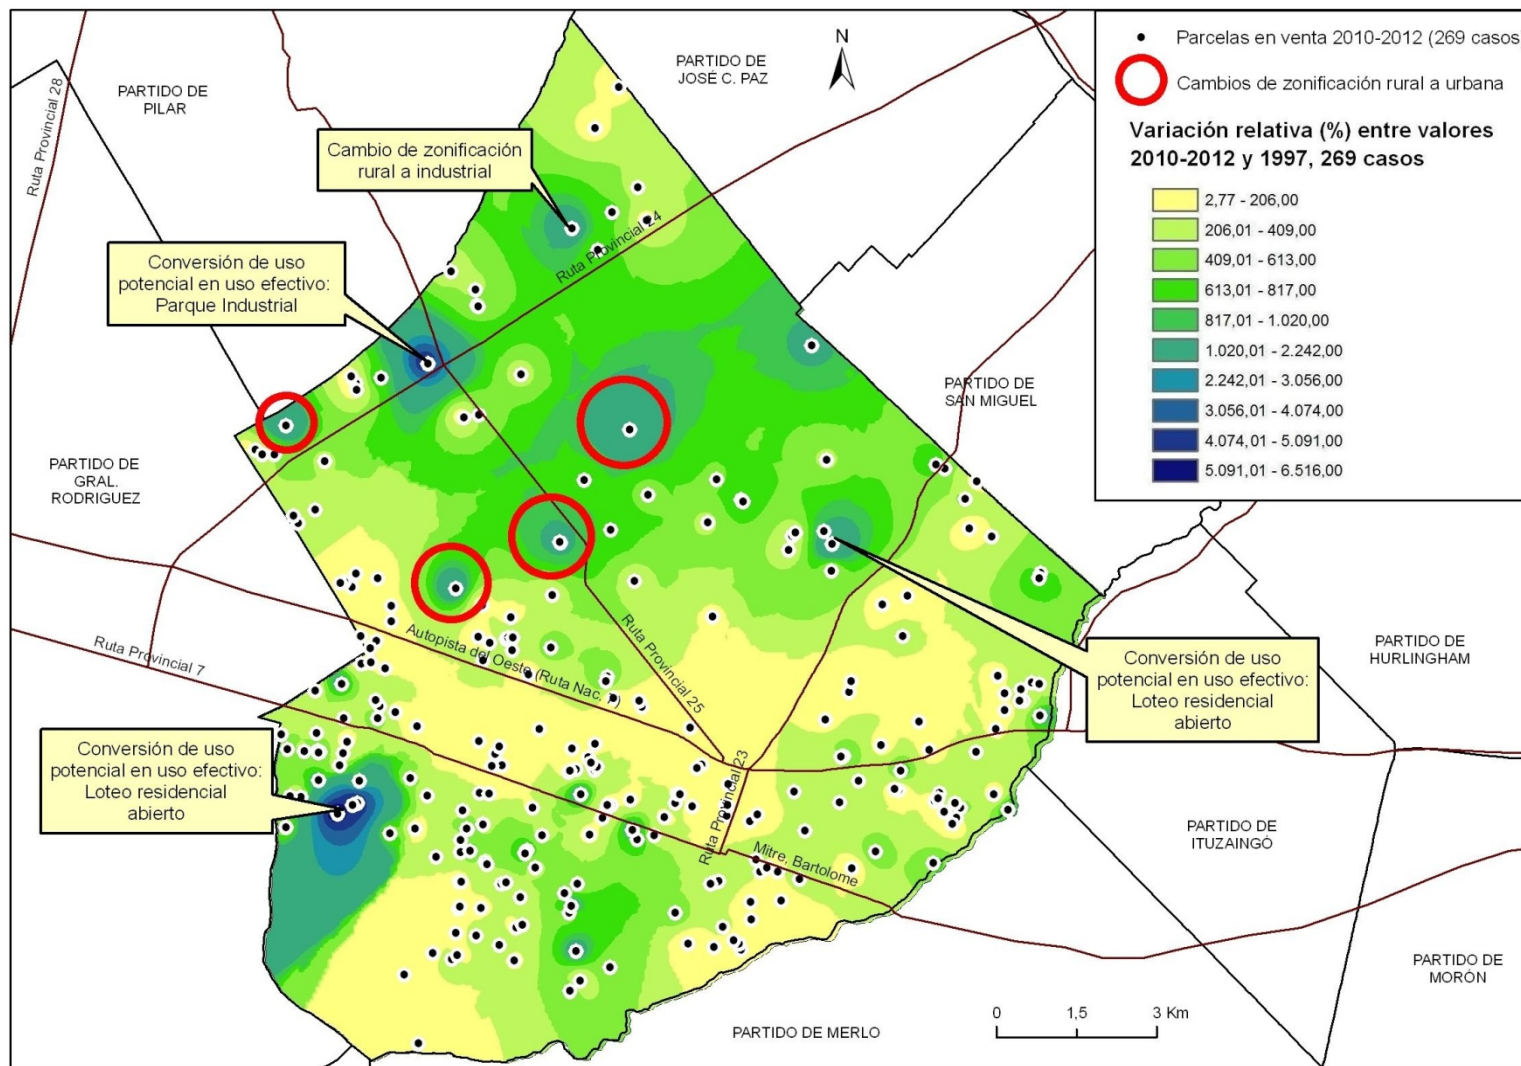 PARTIDO DE
JOSÉ C. PAZ
N
PARTIDO DE
PILAR
Ruta Provincial 28
Parcelas en venta 2010-2012 (269 casos)
Cambios de zonificación rural a urbana
Variación relativa (%) entre valores
2010-2012 y 1997, 269 casos
2,77 - 206,00
206,01 - 409,00
409,01 - 613,00
613,01 - 817,00
817,01 - 1.020,00
1.020,01 - 2.242,00
2.242,01 - 3.056,00
3.056,01 - 4.074,00
4.074,01 - 5.091,00
5.091,01 - 6.516,00
Cambio de zonificación
rural a industrial
Ruta Provincial 24
Conversión de uso
potencial en uso efectivo:
Parque Industrial
PARTIDO DE
SAN MIGUEL
PARTIDO DE
GRAL.
RODRIGUEZ
Autopista del Oeste (Ruta Nac. 7)
Ruta Provincial 25
Ruta Provincial 7
PARTIDO DE
HURLINGHAM
Conversión de uso
potencial en uso efectivo:
Loteo residencial
abierto
Conversión de uso
potencial en uso efectivo:
Loteo residencial
abierto
Ruta Provincial 23
Mitre, Bartolome
PARTIDO DE
ITUZAINGÓ
PARTIDO DE
MORÓN
PARTIDO DE MERLO
0 1,5 3 Km